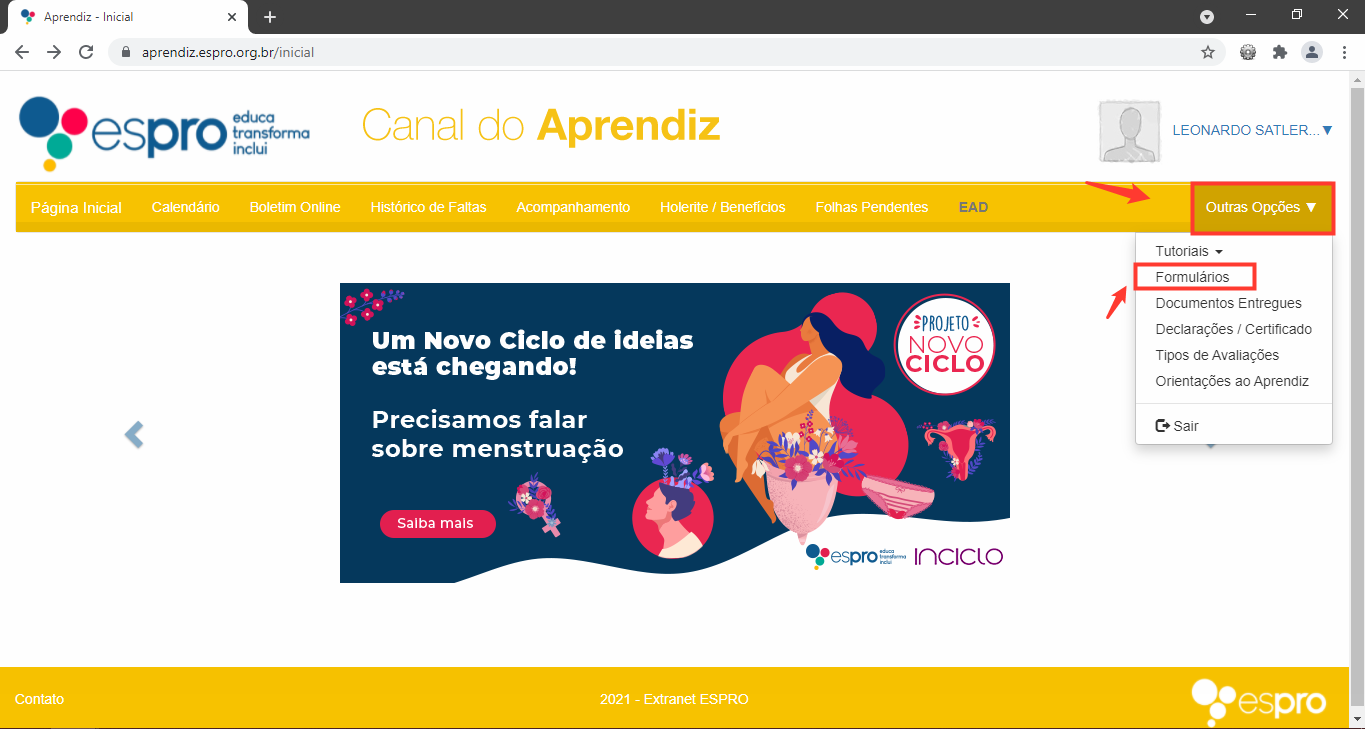 Aprendiz - Inicial
aprendiz.espro.org.br/inicial
espro educa
transforma
inclui
Canal do Aprendiz
LEONARDO SATLER...▼
Página Inicial Calendário Boletim Online Histórico de Faltas Acompanhamento Holerite / Benefícios Folhas Pendentes EAD Outras Opções ▼
Tutoriais
Formulários
Documentos Entregues
Declarações / Certificado
Tipos de Avaliações
Orientações ao Aprendiz
Sair
Um Novo Ciclo de ideias
está chegando!
Precisamos falar
sobre menstruação
Saiba mais
PROJETO
NOVO
CICLO
espro educa
transforma
inclui
INCICLO
Contato
2021 - Extranet ESPRO
espro